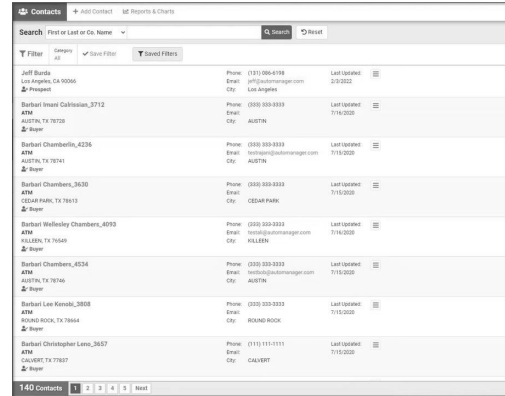 Contacts + Add Contact Reports & Charts
Search First or Last or Co. Name Search Reset
Filter Category All Save Filter Saved Filters
Jeff Burda Phone: (131) 086-6198 Last Updated:
Los Angeles, CA 90066 Email: jeff@automanager.com 2/3/2022
Prospect City: Los Angeles
Barbari Imani Calrissian_3712 Phone: (333) 333-3333 Last Updated:
ATM Email: 7/16/2020
AUSTIN, TX 78728 City: AUSTIN
Buyer
Barbari Chamberlin_4236 Phone: (333) 333-3333 Last Updated:
ATM Email: testrajani@automanager.com 7/15/2020
AUSTIN, TX 78741 City: AUSTIN
Buyer
Barbari Chambers_3630 Phone: (333) 333-3333 Last Updated:
ATM Email: 7/15/2020
CEDAR PARK, TX 78613 City: CEDAR PARK
Buyer
Barbari Wellesley Chambers_4093 Phone: (333) 333-3333 Last Updated:
ATM Email: testali@automanager.com 7/16/2020
KILLEEN, TX 76549 City: KILLEEN
Buyer
Barbari Chambers_4534 Phone: (333) 333-3333 Last Updated:
ATM Email: testbob@automanager.com 7/15/2020
AUSTIN, TX 78746 City: AUSTIN
Buyer
Barbari Lee Kenobi_3808 Phone: (333) 333-3333 Last Updated:
ATM Email: 7/15/2020
ROUND ROCK, TX 78664 City: ROUND ROCK
Buyer
Barbari Christopher Leno_3657 Phone: (111) 111-1111 Last Updated:
ATM Email: 7/15/2020
CALVERT, TX 77837 City: CALVERT
Buyer
140 Contacts 1 2 3 4 5 Next